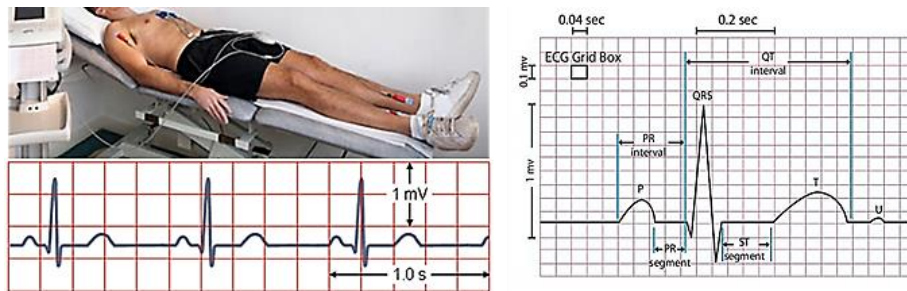 1 mV
1.0 s
0.04 sec
0.2 sec
ECG Grid Box
0.1 mv
1 mv
QT
interval
QRS
PR
interval
P
T
U
PR
segment
ST
segment